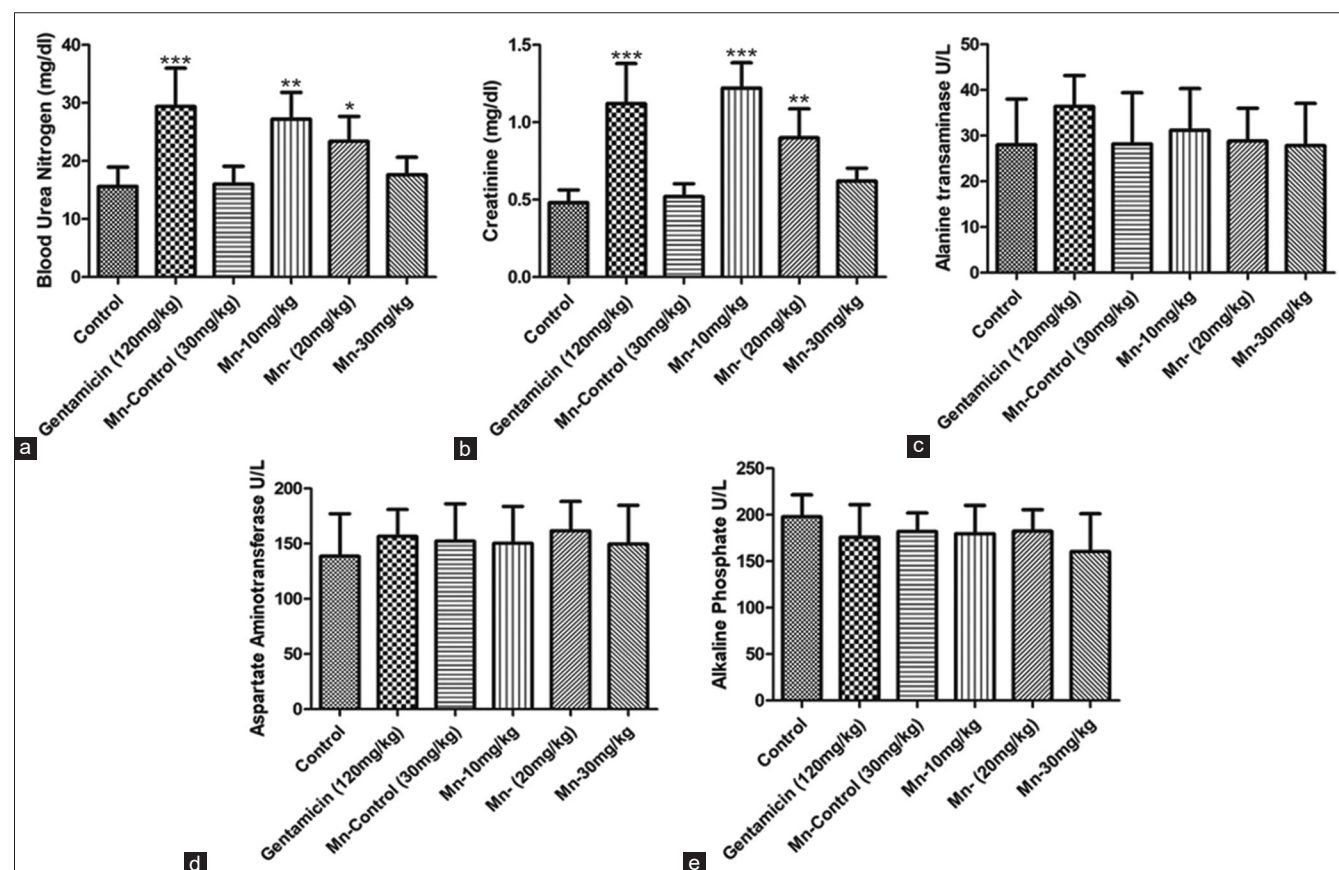 Blood Urea Nitrogen (mg/dl)
40
30
20
10
0
***
**
*
Control
Gentamicin (120mg/kg)
Mn-Control (30mg/kg)
Mn-10mg/kg
Mn- (20mg/kg)
Mn-30mg/kg
a
Creatinine (mg/dl)
1.5
1.0
0.5
0.0
***
***
**
Control
Gentamicin (120mg/kg)
Mn-Control (30mg/kg)
Mn-10mg/kg
Mn- (20mg/kg)
Mn-30mg/kg
b
Alanine transaminase U/L
50
40
30
20
10
0
Control
Gentamicin (120mg/kg)
Mn-Control (30mg/kg)
Mn-10mg/kg
Mn- (20mg/kg)
Mn-30mg/kg
c
Aspartate Aminotransferase U/L
200
150
100
50
0
Control
Gentamicin (120mg/kg)
Mn-Control (30mg/kg)
Mn-10mg/kg
Mn- (20mg/kg)
Mn-30mg/kg
d
Alkaline Phosphate U/L
250
200
150
100
50
0
Control
Gentamicin (120mg/kg)
Mn-Control (30mg/kg)
Mn-10mg/kg
Mn- (20mg/kg)
Mn-30mg/kg
e